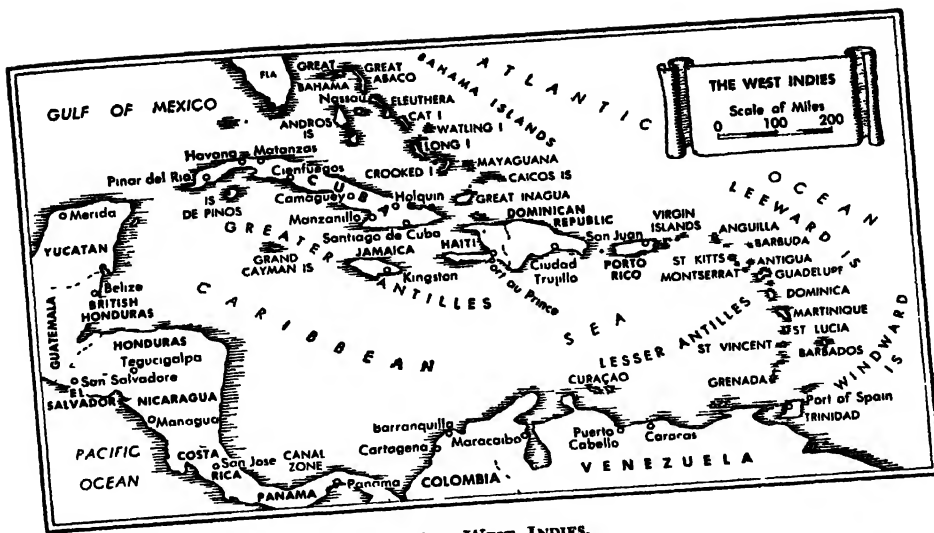 THE WEST INDIES
Scale of Miles
0 100 200
ATLANTIC
OCEAN
GULF OF MEXICO
FLA
GREAT
BAHAMA
GREAT
ABACO
BAHAMA ISLANDS
Nassau
ELEUTHERA
ANDROS
IS
CAT I
WATLING I
LONG I
CROOKED I
MAYAGUANA
CAICOS IS
GREAT INAGUA
Havana
Matanzas
Pinar del Rio
Cienfuegos
CUBA
Camaguey
Holquin
IS
DE PINOS
Manzanillo
Santiago de Cuba
GREATER
ANTILLES
GRAND
CAYMAN IS
JAMAICA
Kingston
HAITI
Port au Prince
DOMINICAN
REPUBLIC
Ciudad
Trujillo
San Juan
PORTO
RICO
VIRGIN
ISLANDS
LEEWARD IS
ANGUILLA
BARBUDA
ST KITTS
ANTIGUA
MONTSERRAT
GUADELUPE
DOMINICA
MARTINIQUE
ST LUCIA
ST VINCENT
BARBADOS
GRENADA
WINDWARD
IS
LESSER ANTILLES
CARIBBEAN
SEA
Merida
YUCATAN
Belize
BRITISH
HONDURAS
GUATEMALA
HONDURAS
Tegucigalpa
San Salvadore
EL
SALVADOR
NICARAGUA
Managua
PACIFIC
OCEAN
COSTA
RICA
San Jose
CANAL
ZONE
PANAMA
Panama
Barranquilla
Cartagena
COLOMBIA
Maracaibo
CURAÇAO
Puerto
Cabello
Caracas
VENEZUELA
Port of Spain
TRINIDAD
WEST INDIES.